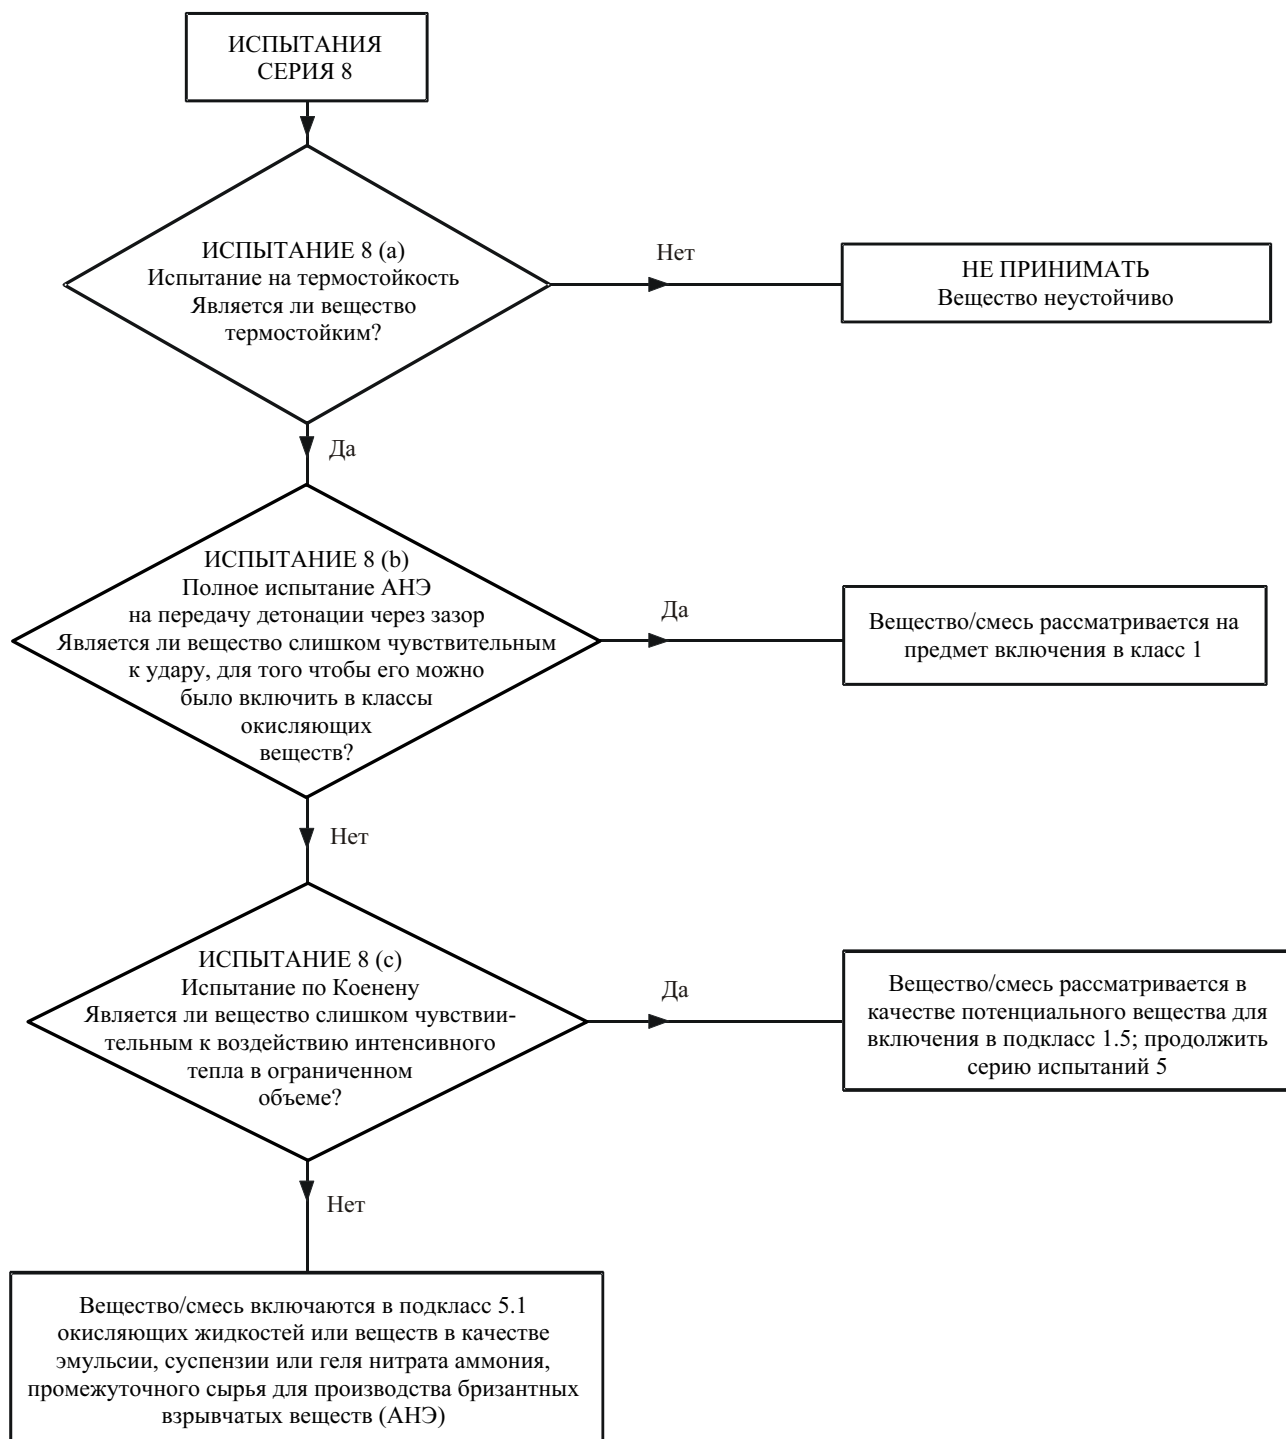 ИСПЫТАНИЯ
СЕРИЯ 8
ИСПЫТАНИЕ 8 (a)
Испытание на термостойкость
Является ли вещество
термостойким?
Нет
НЕ ПРИНИМАТЬ
Вещество неустойчиво
Да
ИСПЫТАНИЕ 8 (b)
Полное испытание АНЭ
на передачу детонации через зазор
Является ли вещество слишком чувствительным
к удару, для того чтобы его можно
было включить в классы
окисляющих
веществ?
Да
Вещество/смесь рассматривается на
предмет включения в класс 1
Нет
ИСПЫТАНИЕ 8 (c)
Испытание по Коенену
Является ли вещество слишком чувстви-
тельным к воздействию интенсивного
тепла в ограниченном
объеме?
Да
Вещество/смесь рассматривается в
качестве потенциального вещества для
включения в подкласс 1.5; продолжить
серию испытаний 5
Нет
Вещество/смесь включаются в подкласс 5.1
окисляющих жидкостей или веществ в качестве
эмульсии, суспензии или геля нитрата аммония,
промежуточного сырья для производства бризантных
взрывчатых веществ (АНЭ)